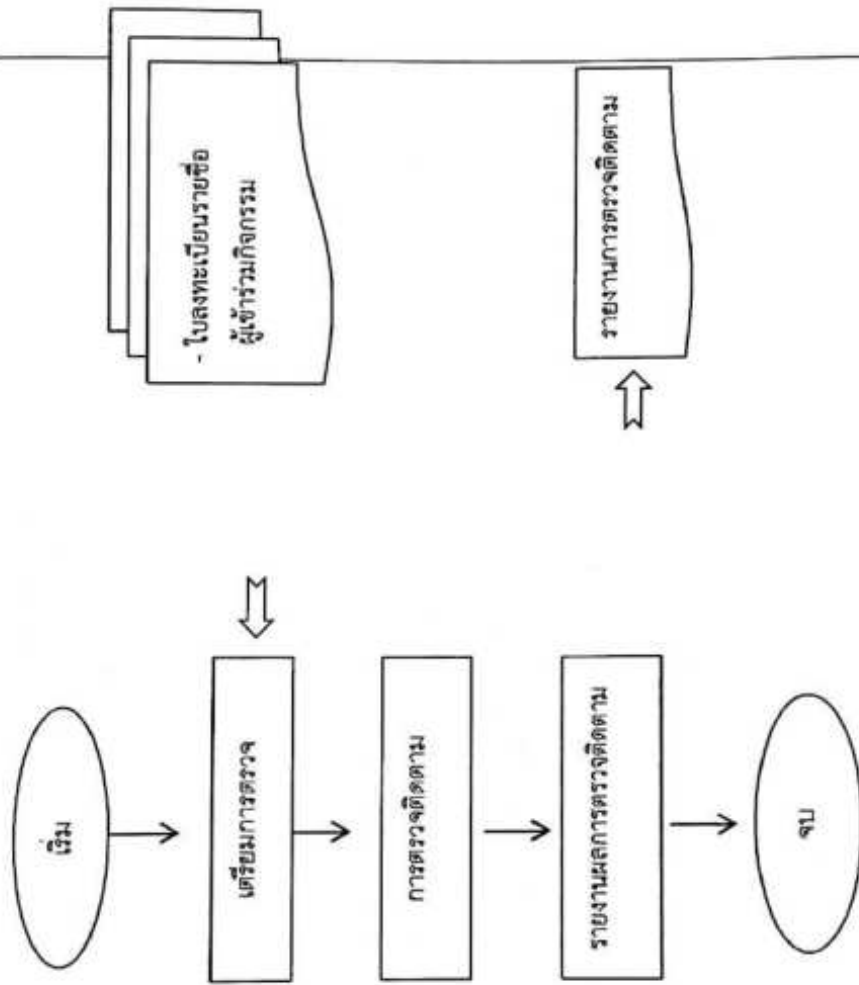 เริ่ม
เตรียมการตรวจ
- ใบลงทะเบียนรายชื่อ
ผู้เข้าร่วมกิจกรรม
การตรวจติดตาม
รายงานผลการตรวจติดตาม
รายงานการตรวจติดตาม
จบ